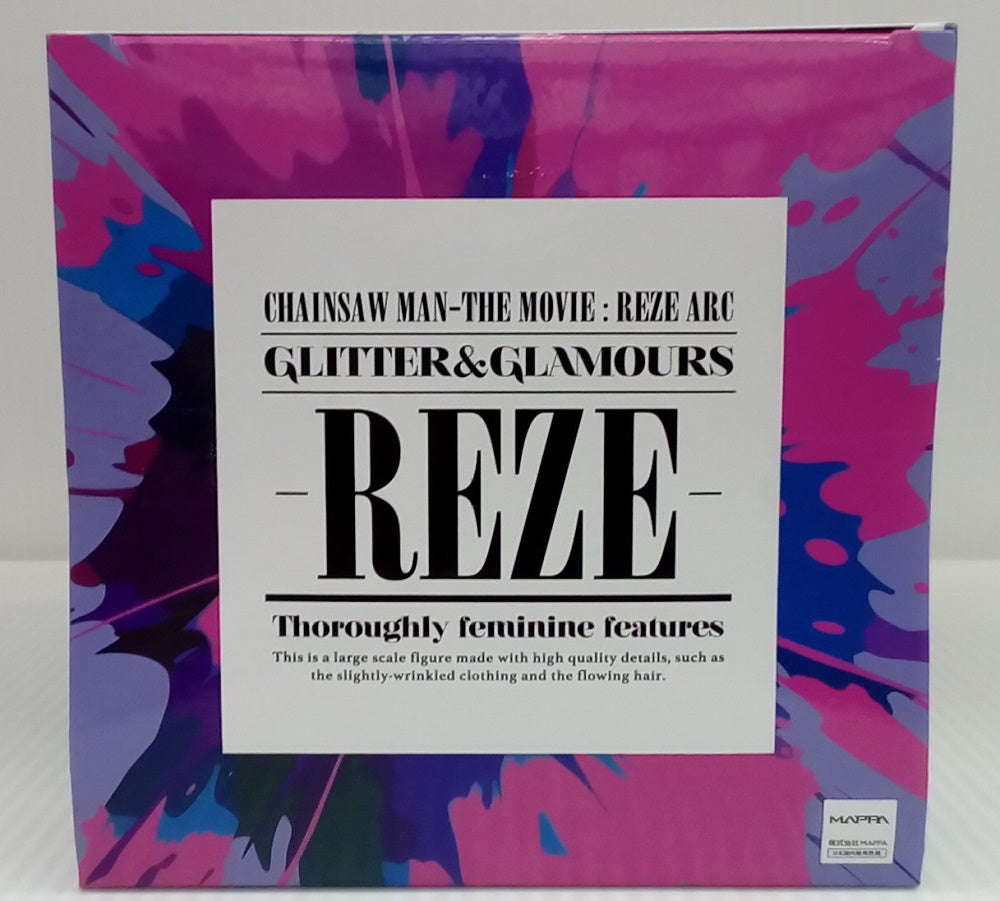 CHAINSAW MAN-THE MOVIE : REZE ARC
GLITTER&GLAMOURS
-REZE-
Thoroughly feminine features
This is a large scale figure made with high quality details, such as
the slightly-wrinkled clothing and the flowing hair.
MAPPA
株式会社MAPPA